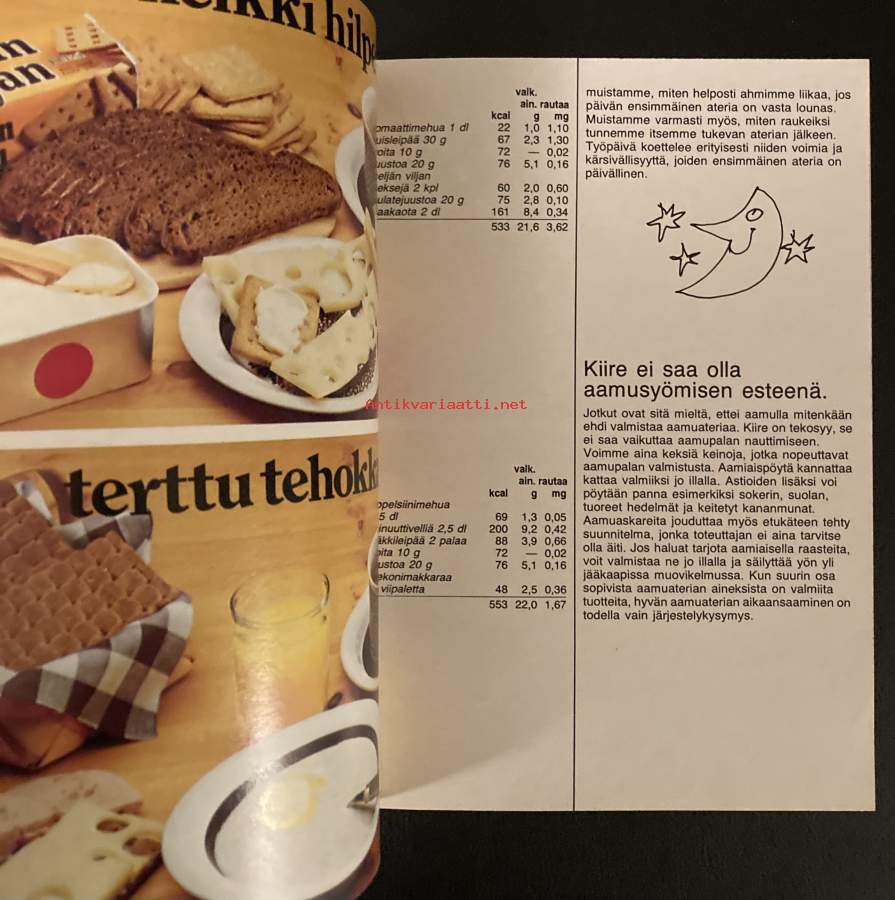 hilp
valk.
ain. rautaa
kcal g mg
omaattimehua 1 dl 22 1,0 1,10
uisleipää 30 g 67 2,3 1,30
oita 10 g 72 — 0,02
uustoa 20 g 76 5,1 0,16
eljän viljan
eksejä 2 kpl 60 2,0 0,60
ulatejuustoa 20 g 75 2,8 0,10
aakaota 2 dl 161 8,4 0,34
533 21,6 3,62
terttu tehokk
valk.
ain. rautaa
kcal g mg
ppelsiinimehua
5 dl 69 1,3 0,05
inuuttivelliä 2,5 dl 200 9,2 0,42
äkkileipää 2 palaa 88 3,9 0,66
oita 10 g 72 — 0,02
ustoa 20 g 76 5,1 0,16
ekonimakkaraa
viipaletta 48 2,5 0,36
553 22,0 1,67
muistamme, miten helposti ahmimme liikaa, jos
päivän ensimmäinen ateria on vasta lounas.
Muistamme varmasti myös, miten raukeiksi
tunnemme itsemme tukevan aterian jälkeen.
Työpäivä koettelee erityisesti niiden voimia ja
kärsivällisyyttä, joiden ensimmäinen ateria on
päivällinen.
Kiire ei saa olla
aamusyömisen esteenä.
Jotkut ovat sitä mieltä, ettei aamulla mitenkään
ehdi valmistaa aamuateriaa. Kiire on tekosyy, se
ei saa vaikuttaa aamupalan nauttimiseen.
Voimme aina keksiä keinoja, jotka nopeuttavat
aamupalan valmistusta. Aamiaispöytä kannattaa
kattaa valmiiksi jo illalla. Astioiden lisäksi voi
pöytään panna esimerkiksi sokerin, suolan,
tuoreet hedelmät ja keitetyt kananmunat.
Aamuaskareita jouduttaa myös etukäteen tehty
suunnitelma, jonka toteuttajan ei aina tarvitse
olla äiti. Jos haluat tarjota aamiaisella raasteita,
voit valmistaa ne jo illalla ja säilyttää yön yli
jääkaapissa muovikelmussa. Kun suurin osa
sopivista aamuaterian aineksista on valmiita
tuotteita, hyvän aamuaterian aikaansaaminen on
todella vain järjestelykysymys.
Antikvariaatti.net